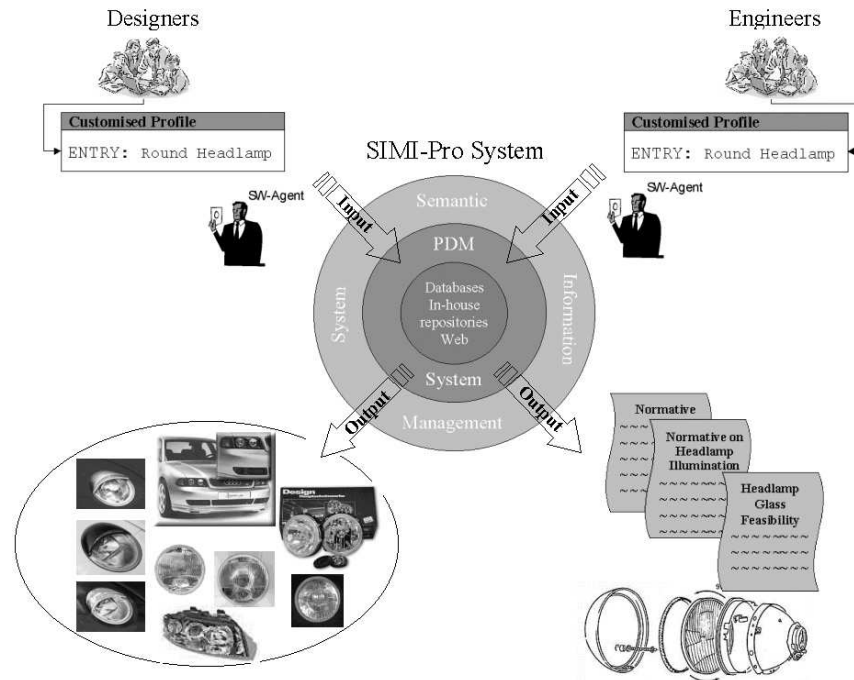 Designers
Engineers
Customised Profile
ENTRY: Round Headlamp
Customised Profile
ENTRY: Round Headlamp
SW-Agent
SW-Agent
SIMI-Pro System
Input
Input
Semantic
PDM
System
Information
Databases
In-house
repositories
Web
System
Management
Output
Output
Design
Normative
Normative on
Headlamp
Illumination
Headlamp
Glass
Feasibility